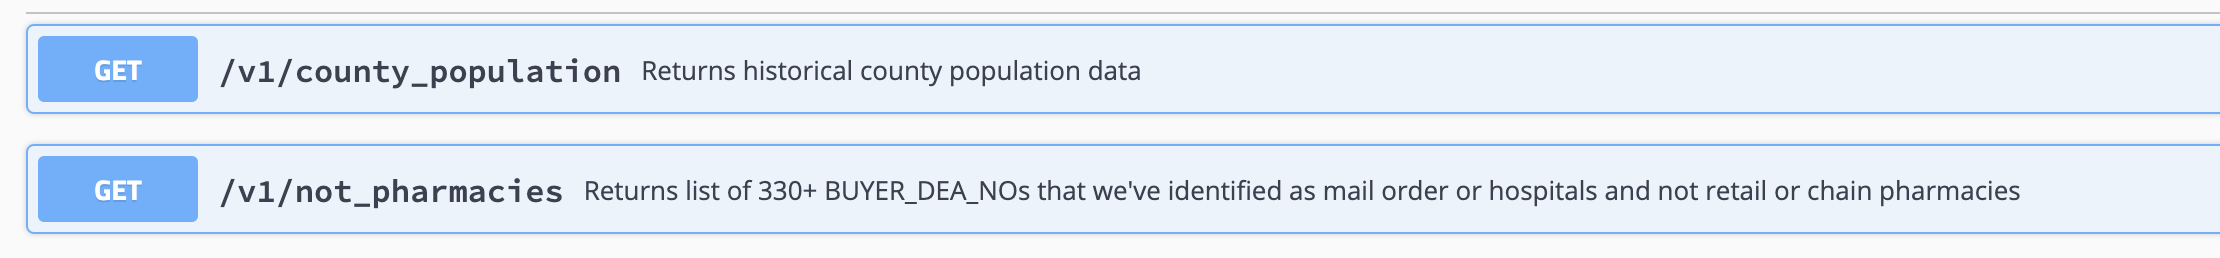 GET /v1/county_population Returns historical county population data
GET /v1/not_pharmacies Returns list of 330+ BUYER_DEA_NOs that we've identified as mail order or hospitals and not retail or chain pharmacies